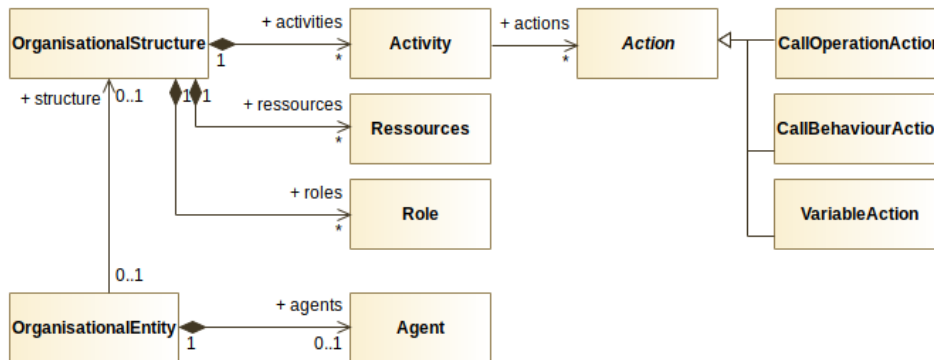 + activities
+ actions
OrganisationalStructure
Activity
Action
CallOperationAction
1
*
*
+ structure
0..1
1
1
+ ressources
Ressources
*
CallBehaviourAction
+ roles
Role
*
VariableAction
0..1
OrganisationalEntity
+ agents
Agent
1
0..1